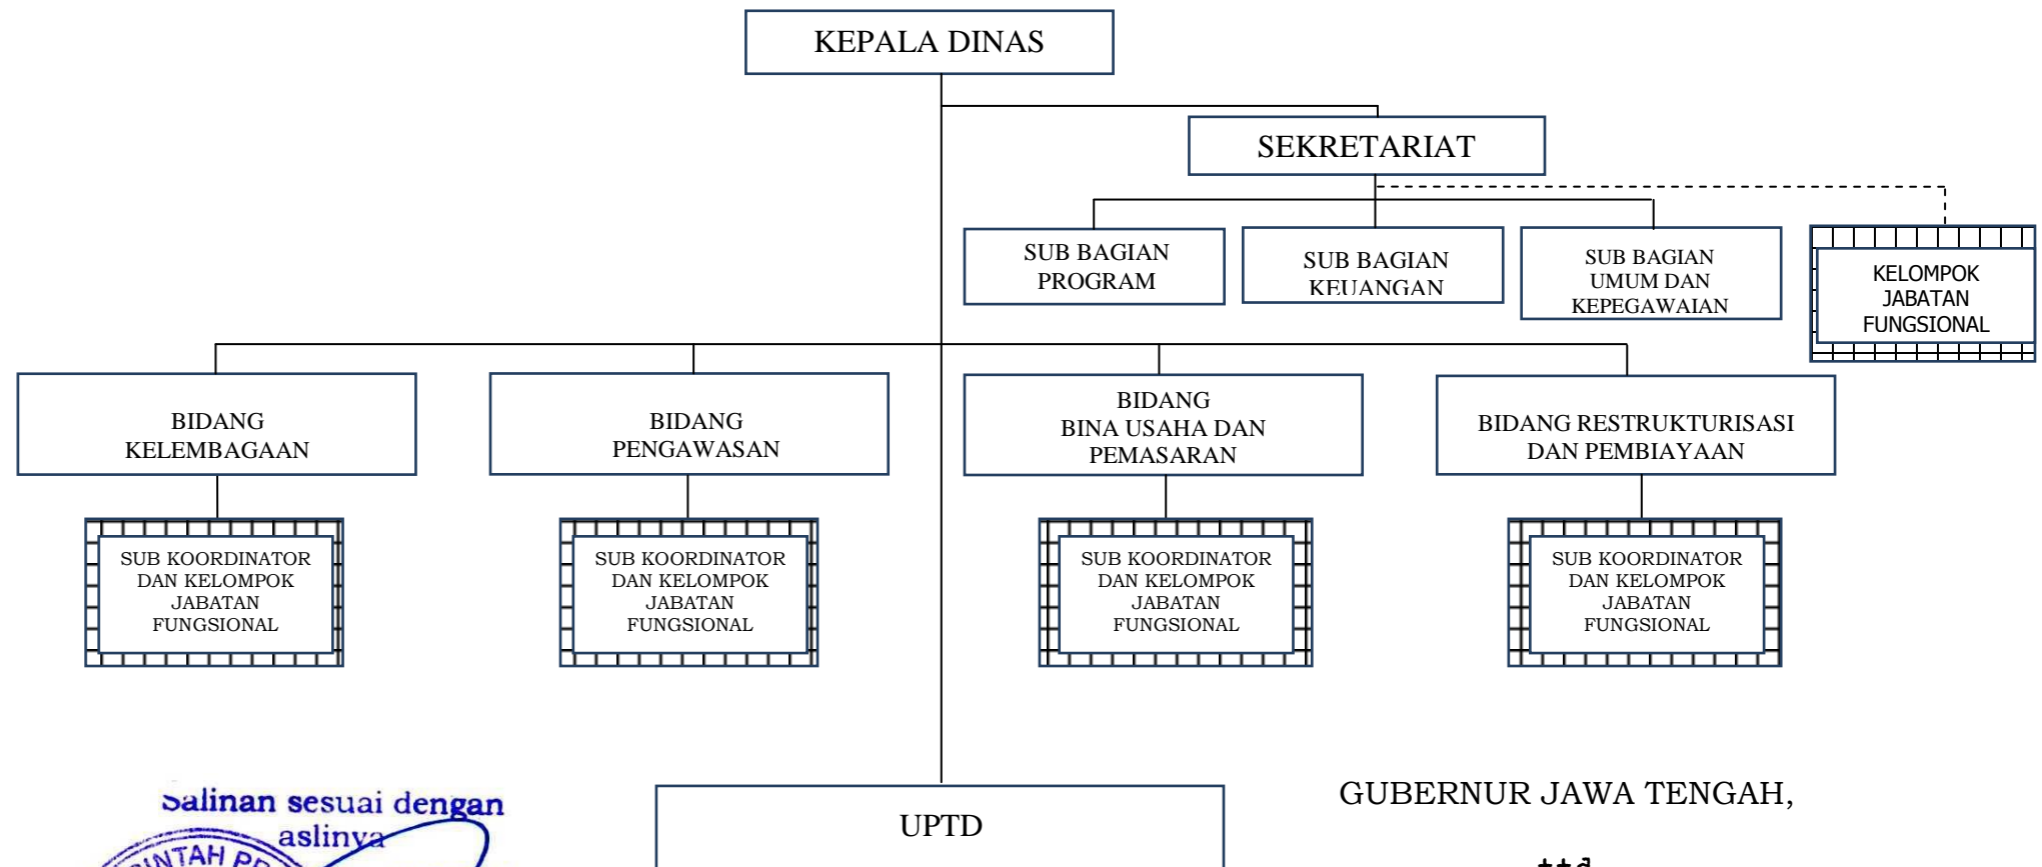 KEPALA DINAS
SEKRETARIAT
SUB BAGIAN
PROGRAM
SUB BAGIAN
KEUANGAN
SUB BAGIAN
UMUM DAN
KEPEGAWAIAN
KELOMPOK
JABATAN
FUNGSIONAL
BIDANG
KELEMBAGAAN
BIDANG
PENGAWASAN
BIDANG
BINA USAHA DAN
PEMASARAN
BIDANG RESTRUKTURISASI
DAN PEMBIAYAAN
SUB KOORDINATOR
DAN KELOMPOK
JABATAN
FUNGSIONAL
SUB KOORDINATOR
DAN KELOMPOK
JABATAN
FUNGSIONAL
SUB KOORDINATOR
DAN KELOMPOK
JABATAN
FUNGSIONAL
SUB KOORDINATOR
DAN KELOMPOK
JABATAN
FUNGSIONAL
Salinan sesuai dengan
aslinya
UPTD
GUBERNUR JAWA TENGAH,
ttd